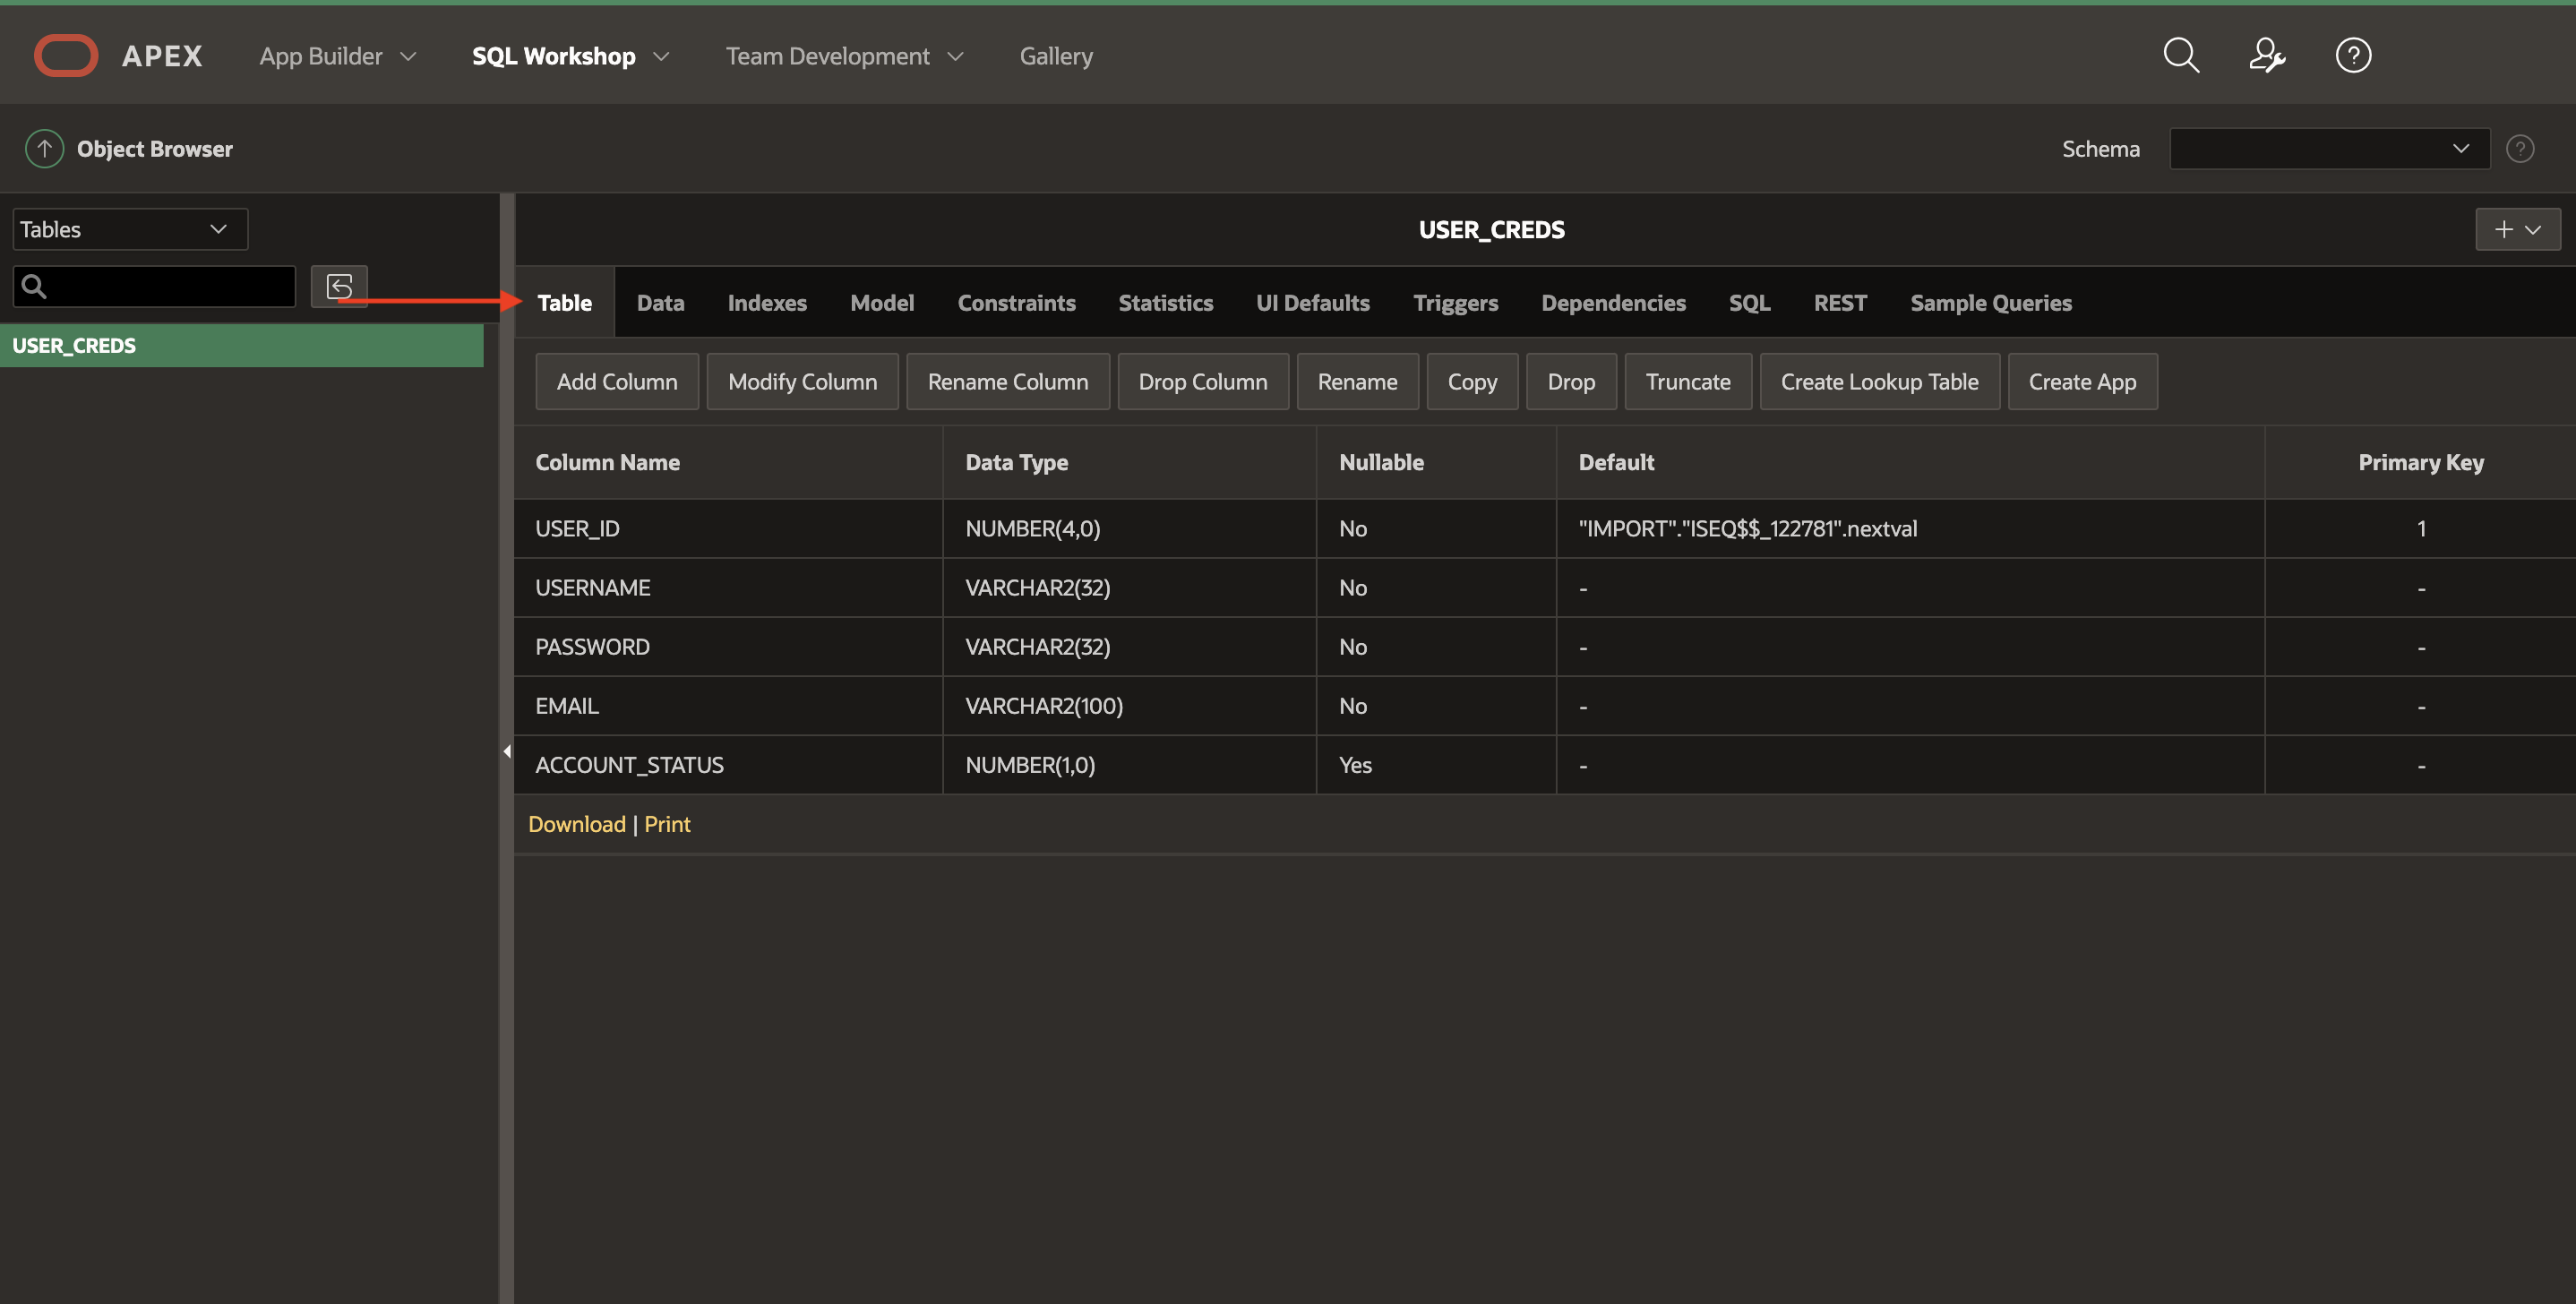 APEX App Builder SQL Workshop Team Development Gallery
Object Browser Schema
Tables
USER_CREDS
USER_CREDS
Table Data Indexes Model Constraints Statistics UI Defaults Triggers Dependencies SQL REST Sample Queries
Add Column Modify Column Rename Column Drop Column Rename Copy Drop Truncate Create Lookup Table Create App
Column Name Data Type Nullable Default Primary Key
USER_ID NUMBER(4,0) No "IMPORT"."ISEQ$$_122781".nextval 1
USERNAME VARCHAR2(32) No - -
PASSWORD VARCHAR2(32) No - -
EMAIL VARCHAR2(100) No - -
ACCOUNT_STATUS NUMBER(1,0) Yes - -
Download | Print